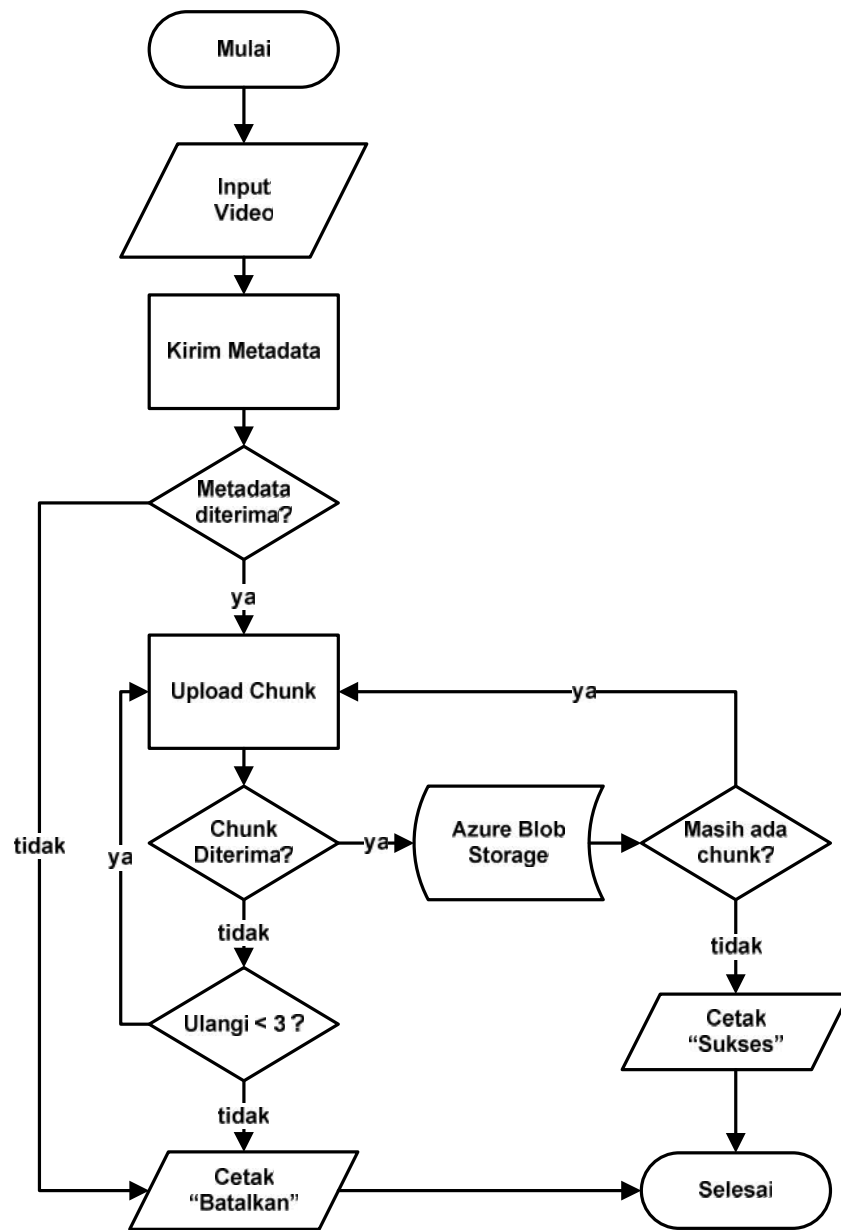 Mulai
Input
Video
Kirim Metadata
Metadata
diterima?
ya
Upload Chunk
ya
Chunk
Diterima?
ya
Azure Blob
Storage
Masih ada
chunk?
tidak
ya
tidak
tidak
Ulangi < 3 ?
Cetak
“Sukses”
tidak
Cetak
“Batalkan”
Selesai